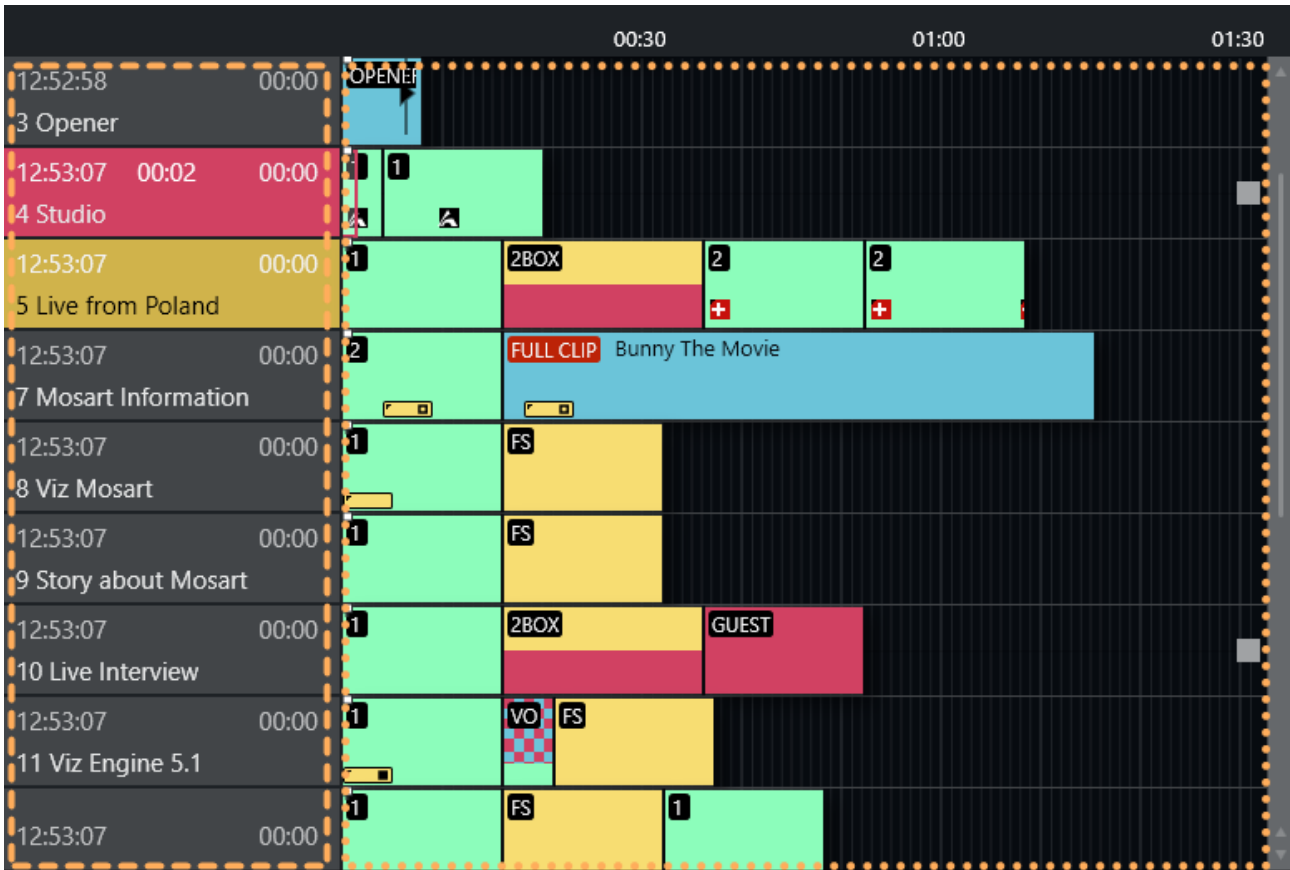 00:30 01:00 01:30
12:52:58 00:00 OPENER
3 Opener
12:53:07 00:02 00:00 1 1
4 Studio
12:53:07 00:00 1 2BOX 2 2
5 Live from Poland
12:53:07 00:00 2 FULL CLIP Bunny The Movie
7 Mosart Information
12:53:07 00:00 1 FS
8 Viz Mosart
12:53:07 00:00 1 FS
9 Story about Mosart
12:53:07 00:00 1 2BOX GUEST
10 Live Interview
12:53:07 00:00 1 VO FS
11 Viz Engine 5.1
1 FS 1
12:53:07 00:00